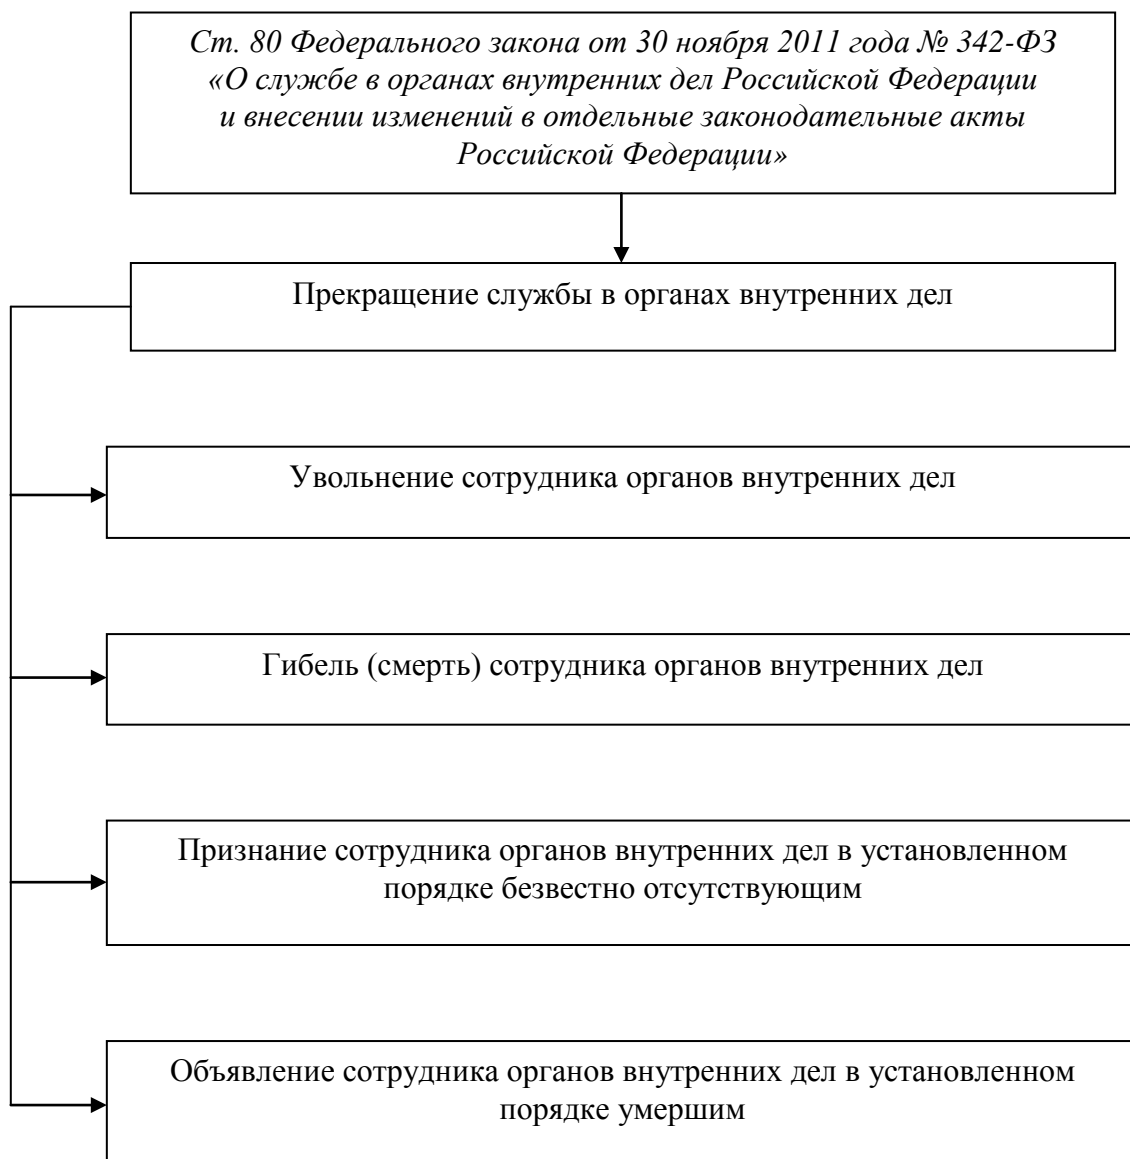 Ст. 80 Федерального закона от 30 ноября 2011 года № 342-ФЗ
«О службе в органах внутренних дел Российской Федерации
и внесении изменений в отдельные законодательные акты
Российской Федерации»
Прекращение службы в органах внутренних дел
Увольнение сотрудника органов внутренних дел
Гибель (смерть) сотрудника органов внутренних дел
Признание сотрудника органов внутренних дел в установленном
порядке безвестно отсутствующим
Объявление сотрудника органов внутренних дел в установленном
порядке умершим